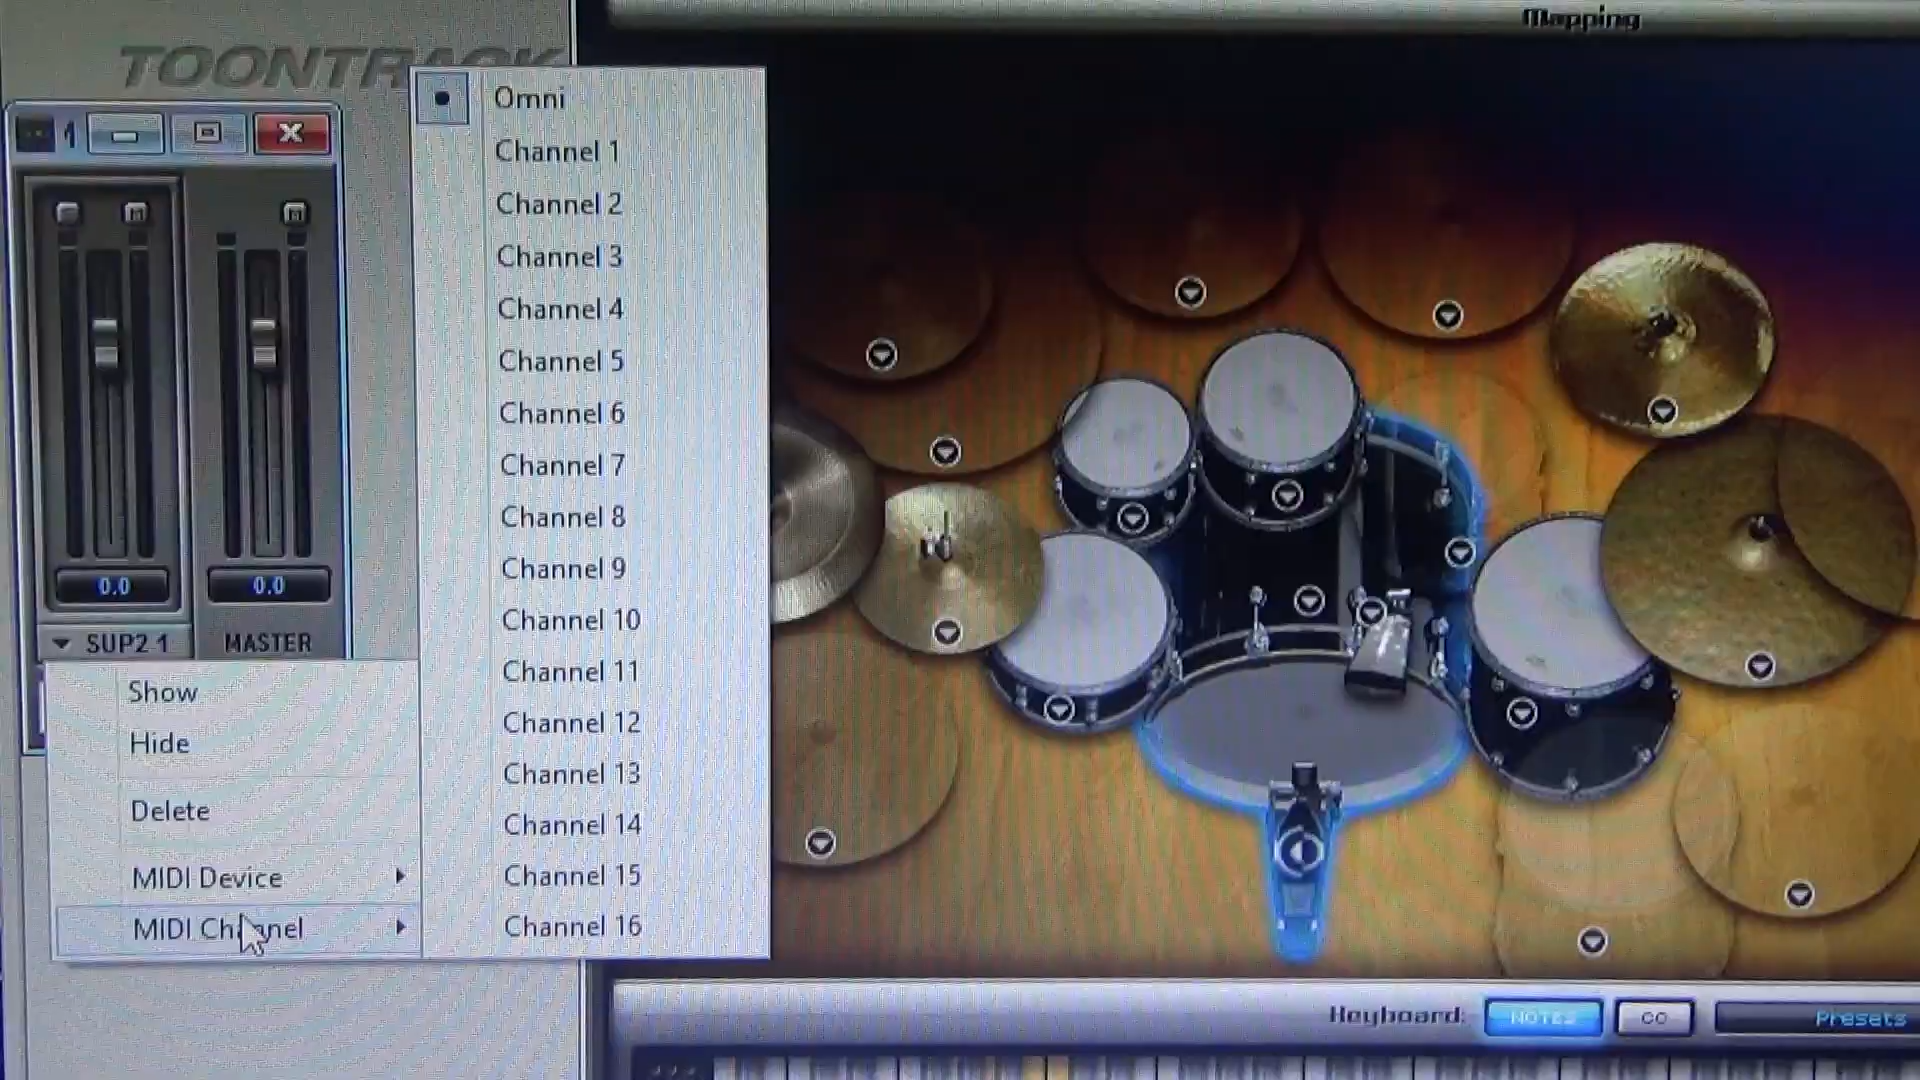 Mapping
TOONTRACK
1
0.0
0.0
SUP2 1
MASTER
Show
Hide
Delete
MIDI Device
MIDI Channel
Omni
Channel 1
Channel 2
Channel 3
Channel 4
Channel 5
Channel 6
Channel 7
Channel 8
Channel 9
Channel 10
Channel 11
Channel 12
Channel 13
Channel 14
Channel 15
Channel 16
Keyboard: NOTES CC Presets